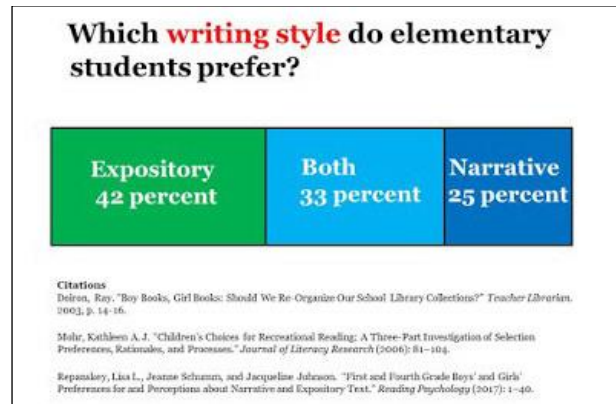 Which writing style do elementary
students prefer?
Expository
42 percent
Both
33 percent
Narrative
25 percent
Citations
Doiron, Ray. "Boy Books, Girl Books: Should We Re-Organize Our School Library Collections?" Teacher Librarian.
2003, p. 14-16.
Mohr, Kathleen A. J. "Children's Choices for Recreational Reading: A Three-Part Investigation of Selection
Preferences, Rationales, and Processes." Journal of Literacy Research (2006): 81–104.
Repanskey, Lisa L., Jeanne Schumm, and Jacqueline Johnson. "First and Fourth Grade Boys' and Girls'
Preferences for and Perceptions about Narrative and Expository Text." Reading Psychology (2017): 1–40.